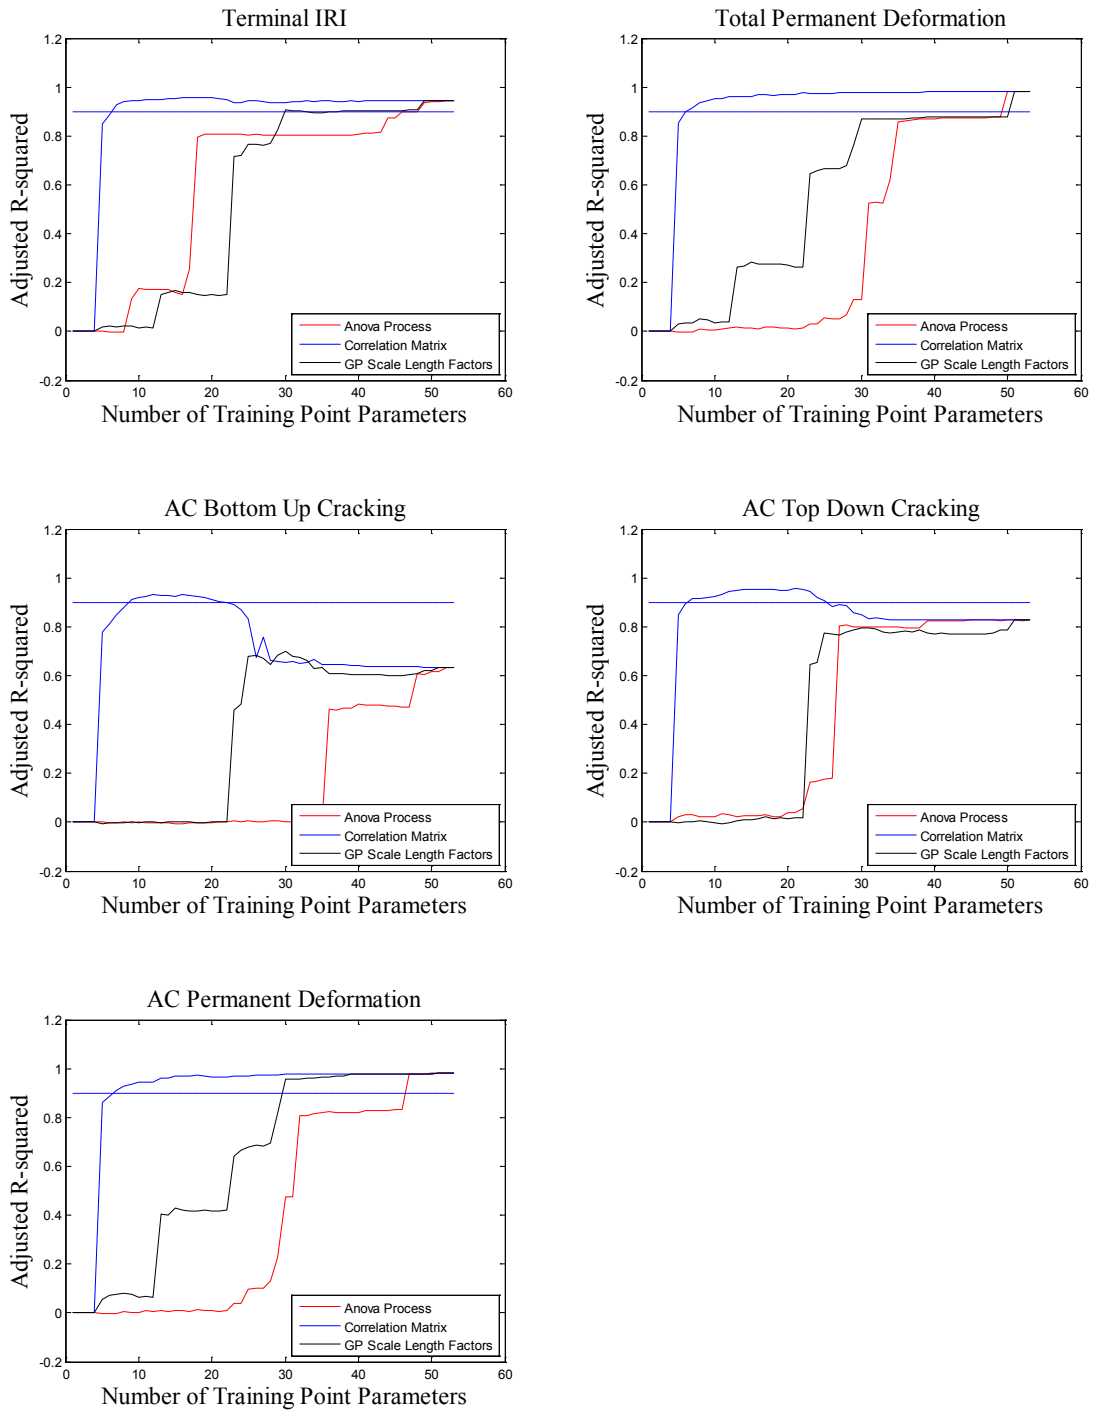 Terminal IRI
1.2
1
0.8
0.6
0.4
0.2
0
-0.2
Adjusted R-squared
Anova Process
Correlation Matrix
GP Scale Length Factors
0 10 20 30 40 50 60
Number of Training Point Parameters
Total Permanent Deformation
1.2
1
0.8
0.6
0.4
0.2
0
-0.2
Adjusted R-squared
Anova Process
Correlation Matrix
GP Scale Length Factors
0 10 20 30 40 50 60
Number of Training Point Parameters
AC Bottom Up Cracking
1.2
1
0.8
0.6
0.4
0.2
0
-0.2
Adjusted R-squared
Anova Process
Correlation Matrix
GP Scale Length Factors
0 10 20 30 40 50 60
Number of Training Point Parameters
AC Top Down Cracking
1.2
1
0.8
0.6
0.4
0.2
0
-0.2
Adjusted R-squared
Anova Process
Correlation Matrix
GP Scale Length Factors
0 10 20 30 40 50 60
Number of Training Point Parameters
AC Permanent Deformation
1.2
1
0.8
0.6
0.4
0.2
0
-0.2
Adjusted R-squared
Anova Process
Correlation Matrix
GP Scale Length Factors
0 10 20 30 40 50 60
Number of Training Point Parameters